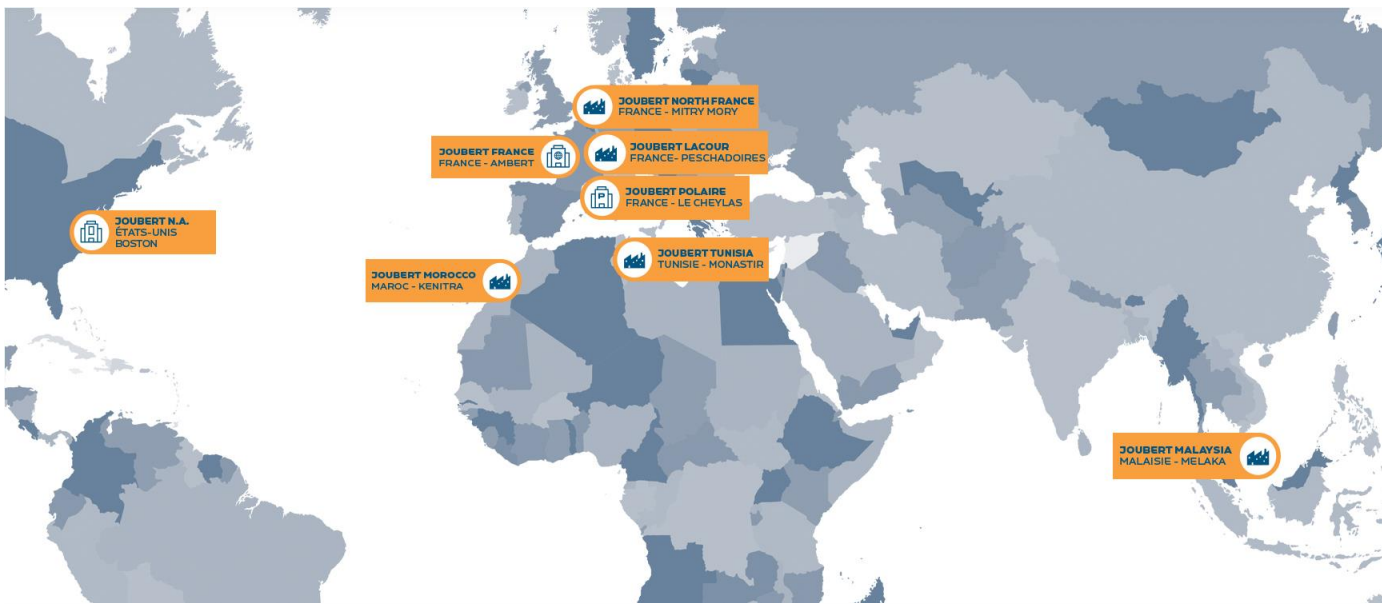 JOUBERT NORTH FRANCE
FRANCE - MITRY MORY
JOUBERT FRANCE
FRANCE - AMBERT
JOUBERT LACOUR
FRANCE- PESCHADOIRES
JOUBERT POLAIRE
FRANCE - LE CHEYLAS
P
JOUBERT N.A.
ÉTATS-UNIS
BOSTON
JOUBERT TUNISIA
TUNISIE - MONASTIR
JOUBERT MOROCCO
MAROC - KENITRA
JOUBERT MALAYSIA
MALAISIE - MELAKA